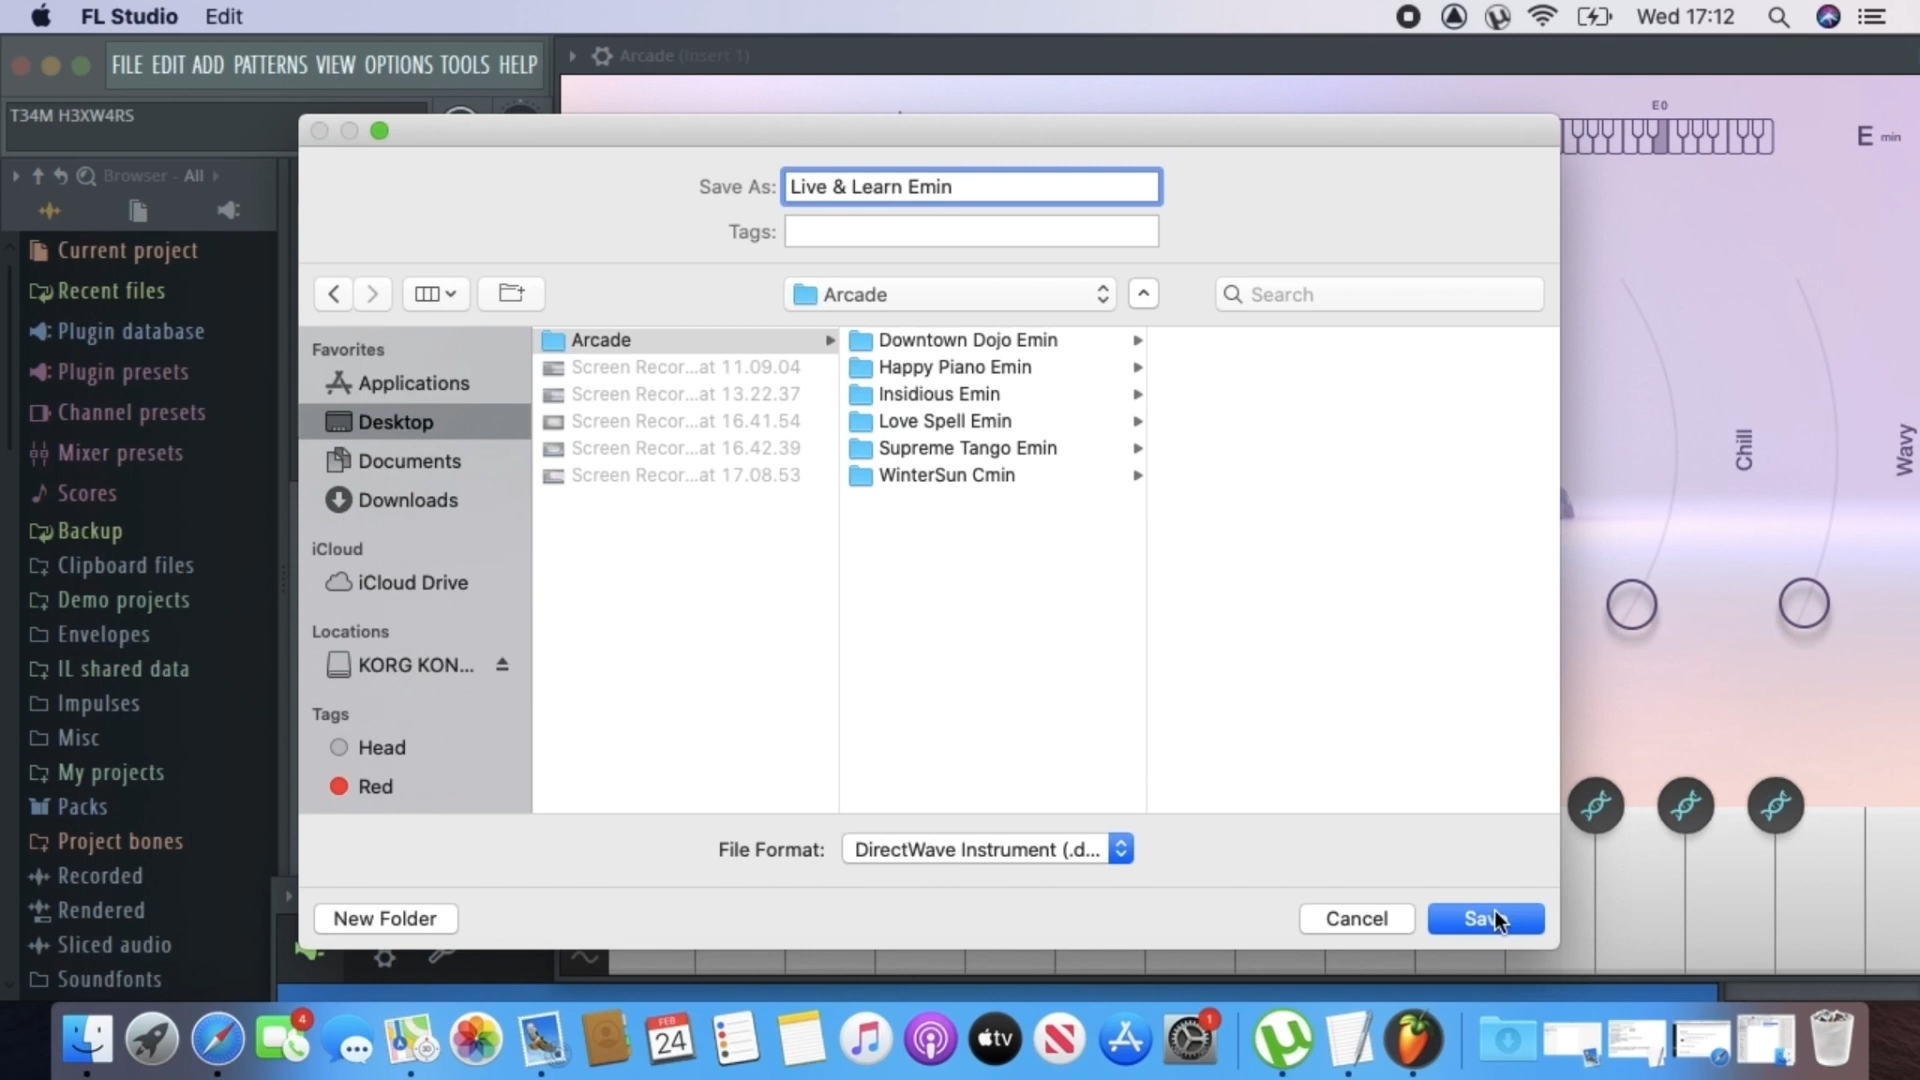 FL Studio Edit
Wed 17:12
FILE EDIT ADD PATTERNS VIEW OPTIONS TOOLS HELP
Arcade (Insert 1)
T34M H3XW4RS
E0
E min
Browser - All
Save As: Live & Learn Emin
Tags:
Arcade
Search
Current project
Recent files
Plugin database
Plugin presets
Channel presets
Mixer presets
Scores
Backup
Clipboard files
Demo projects
Envelopes
IL shared data
Impulses
Misc
My projects
Packs
Project bones
Recorded
Rendered
Sliced audio
Soundfonts
Favorites
Applications
Desktop
Documents
Downloads
iCloud
iCloud Drive
Locations
KORG KON...
Tags
Head
Red
Arcade
Screen Recor...at 11.09.04
Screen Recor...at 13.22.37
Screen Recor...at 16.41.54
Screen Recor...at 16.42.39
Screen Recor...at 17.08.53
Downtown Dojo Emin
Happy Piano Emin
Insidious Emin
Love Spell Emin
Supreme Tango Emin
WinterSun Cmin
Chill
Wavy
File Format: DirectWave Instrument (.d...
New Folder
Cancel
Save
4
FEB
24
tv
1